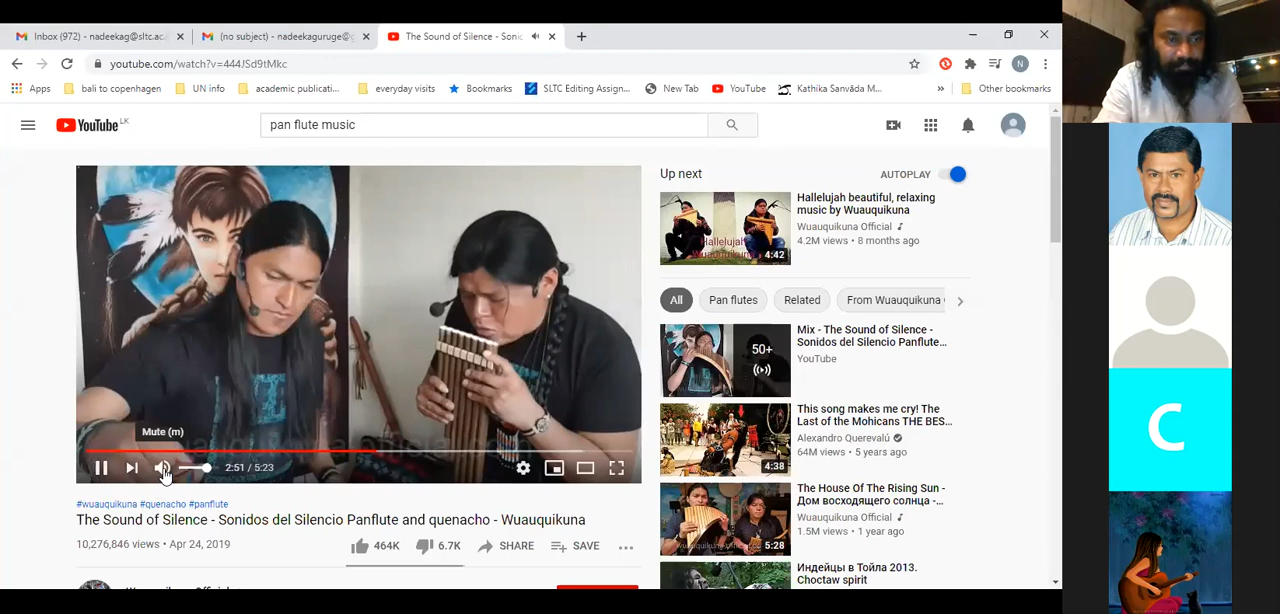 Inbox (972) - nadeekag@sltc.ac.
(no subject) - nadeekaguruge@g
The Sound of Silence - Sonid
youtube.com/watch?v=444JSd9tMkc
Apps
bali to copenhagen
UN info
academic publicati...
everyday visits
Bookmarks
SLTC Editing Assign...
New Tab
YouTube
Kathika Sanvāda M...
»
Other bookmarks
YouTube LK
pan flute music
Mute (m)
2:51 / 5:23
#wuauquikuna #quenacho #panflute
The Sound of Silence - Sonidos del Silencio Panflute and quenacho - Wuauquikuna
10,276,846 views • Apr 24, 2019
464K
6.7K
SHARE
SAVE
Up next
AUTOPLAY
Hallelujah
4:42
Hallelujah beautiful, relaxing
music by Wuauquikuna
Wuauquikuna Official
4.2M views • 8 months ago
All
Pan flutes
Related
From Wuauquikuna
50+
Mix - The Sound of Silence -
Sonidos del Silencio Panflute...
YouTube
4:38
This song makes me cry! The
Last of the Mohicans THE BES...
Alexandro Querevalú
64M views • 5 years ago
5:28
The House Of The Rising Sun -
Дом восходящего солнца -...
Wuauquikuna Official
1.5M views • 1 year ago
Индейцы в Тойла 2013.
Choctaw spirit
C